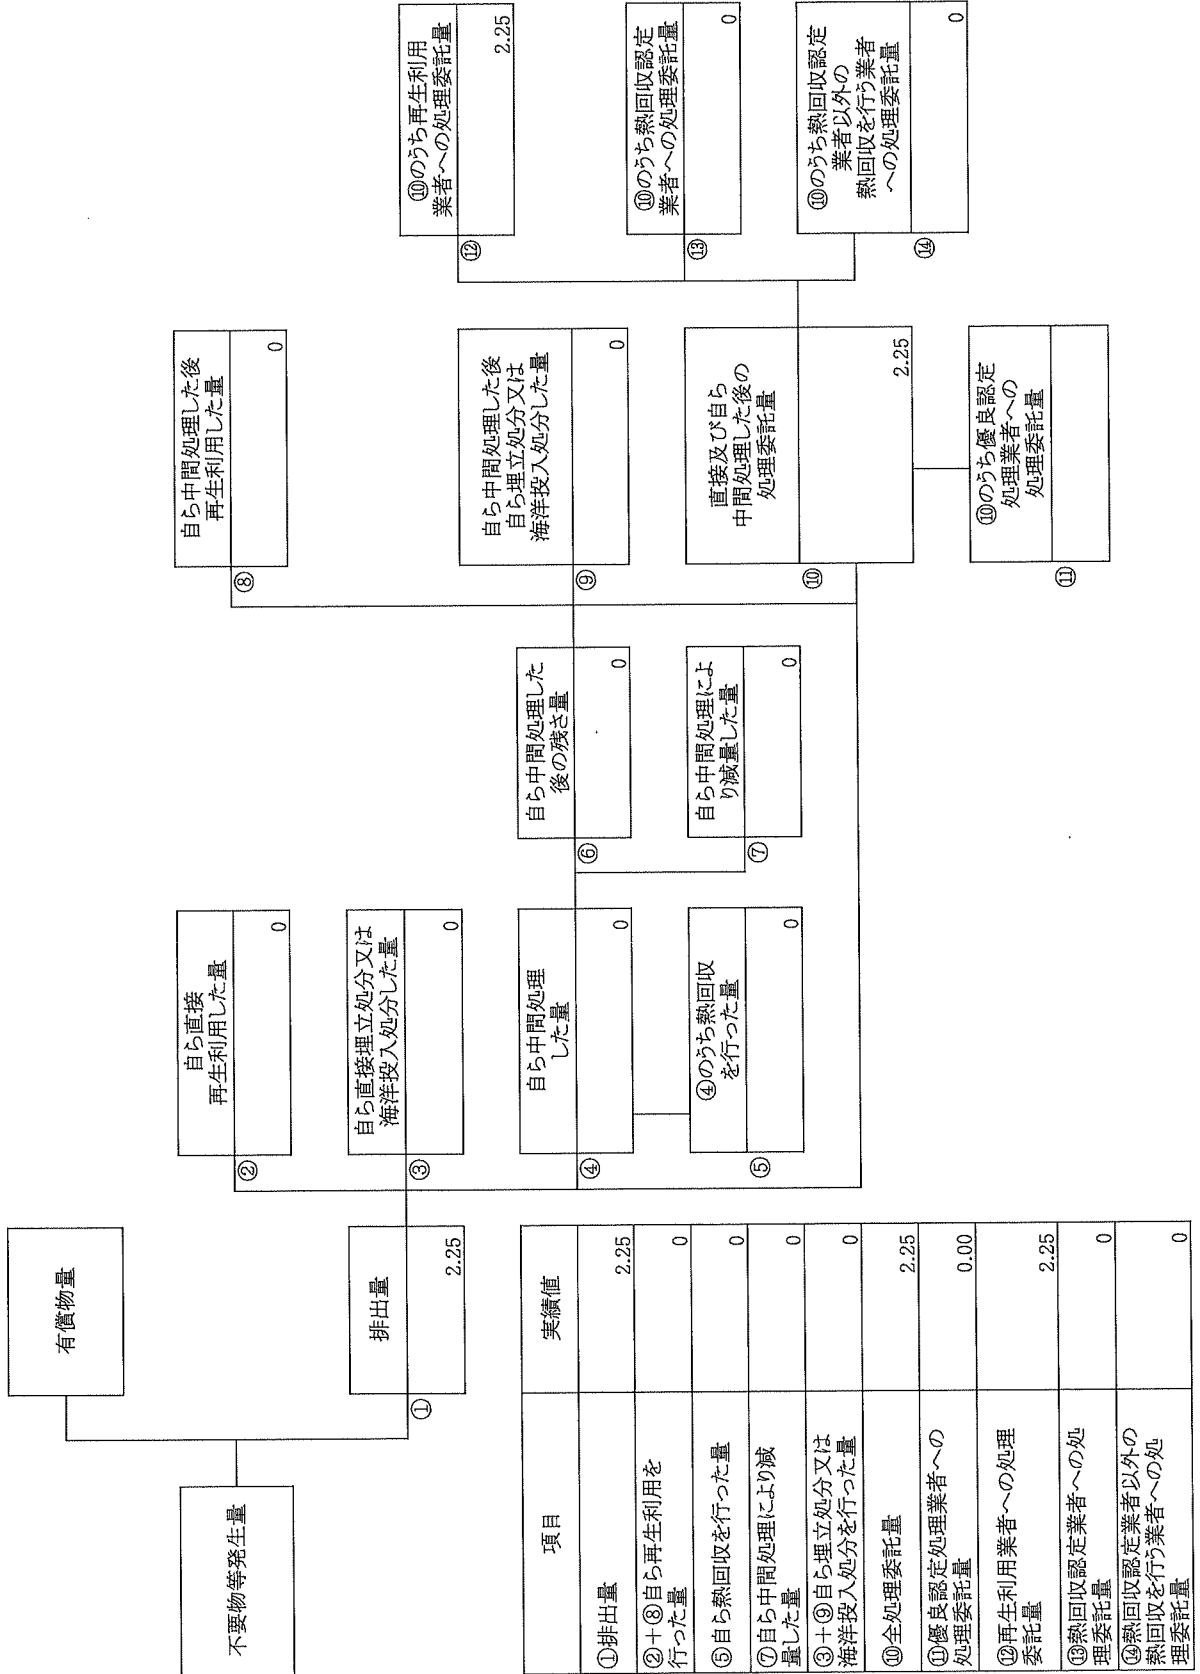 不要物等発生量
有償物量
①
排出量
2.25
②
自ら直接
再生利用した量
0
③
自ら直接埋立処分又は
海洋投入処分した量
0
④
自ら中間処理
した量
0
⑤
④のうち熱回収
を行った量
0
⑥
自ら中間処理した
後の残さ量
0
⑦
自ら中間処理によ
り減量した量
0
⑧
自ら中間処理した後
再生利用した量
0
⑨
自ら中間処理した後
自ら埋立処分又は
海洋投入処分した量
0
⑩
直接及び自ら
中間処理した後の
処理委託量
2.25
⑪
⑩のうち優良認定
処理業者への
処理委託量
⑫
⑩のうち再生利用
業者への処理委託量
2.25
⑬
⑩のうち熱回収認定
業者への処理委託量
0
⑭
⑩のうち熱回収認定
業者以外の
熱回収を行う業者
への処理委託量
0
項目 実績値
①排出量 2.25
②+⑧自ら再生利用を
行った量 0
⑤自ら熱回収を行った量 0
⑦自ら中間処理により減
量した量 0
③+⑨自ら埋立処分又は
海洋投入処分を行った量 0
⑩全処理委託量 2.25
⑪優良認定処理業者への
処理委託量 0.00
⑫再生利用業者への処理
委託量 2.25
⑬熱回収認定業者への処
理委託量 0
⑭熱回収認定業者以外の
熱回収を行う業者への処
理委託量 0